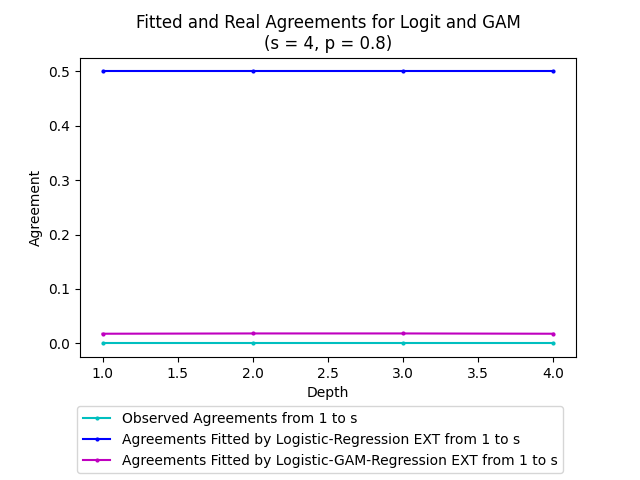 Fitted and Real Agreements for Logit and GAM
(s = 4, p = 0.8)
0.5
0.4
0.3
0.2
0.1
0.0
Agreement
1.0 1.5 2.0 2.5 3.0 3.5 4.0
Depth
Observed Agreements from 1 to s
Agreements Fitted by Logistic-Regression EXT from 1 to s
Agreements Fitted by Logistic-GAM-Regression EXT from 1 to s